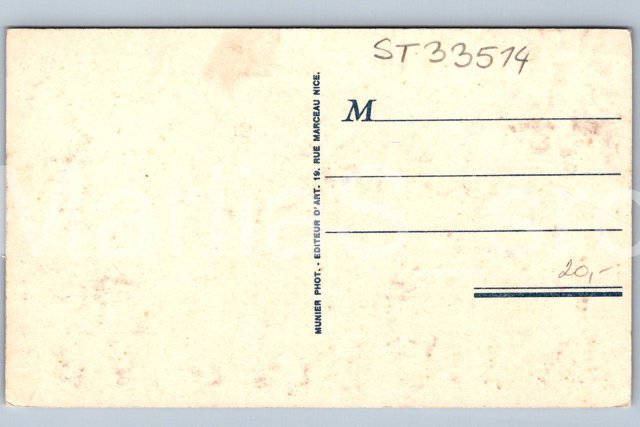 ST33514
M
MUNIER PHOT. - EDITEUR D'ART. 19, RUE MARCEAU NICE.
20,-